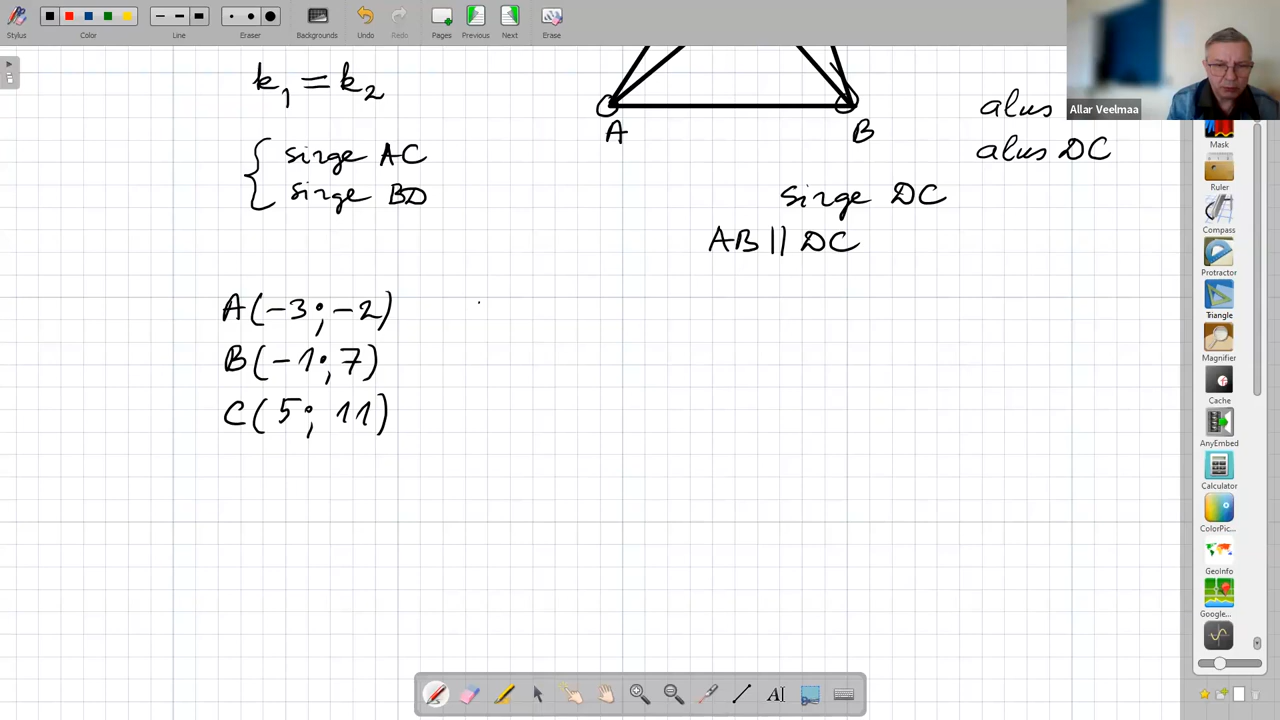 Stylus
Color
Line
Eraser
Backgrounds
Undo
Redo
Pages
Previous
Next
Erase
Allar Veelmaa
k₁ = k₂
sirge AC
sirge BD
A
B
alus
alus DC
sirge DC
AB || DC
A(-3; -2)
B(-1; 7)
C(5; 11)
Mask
Ruler
Compass
Protractor
Triangle
Magnifier
Cache
AnyEmbed
Calculator
ColorPic...
GeoInfo
Google...